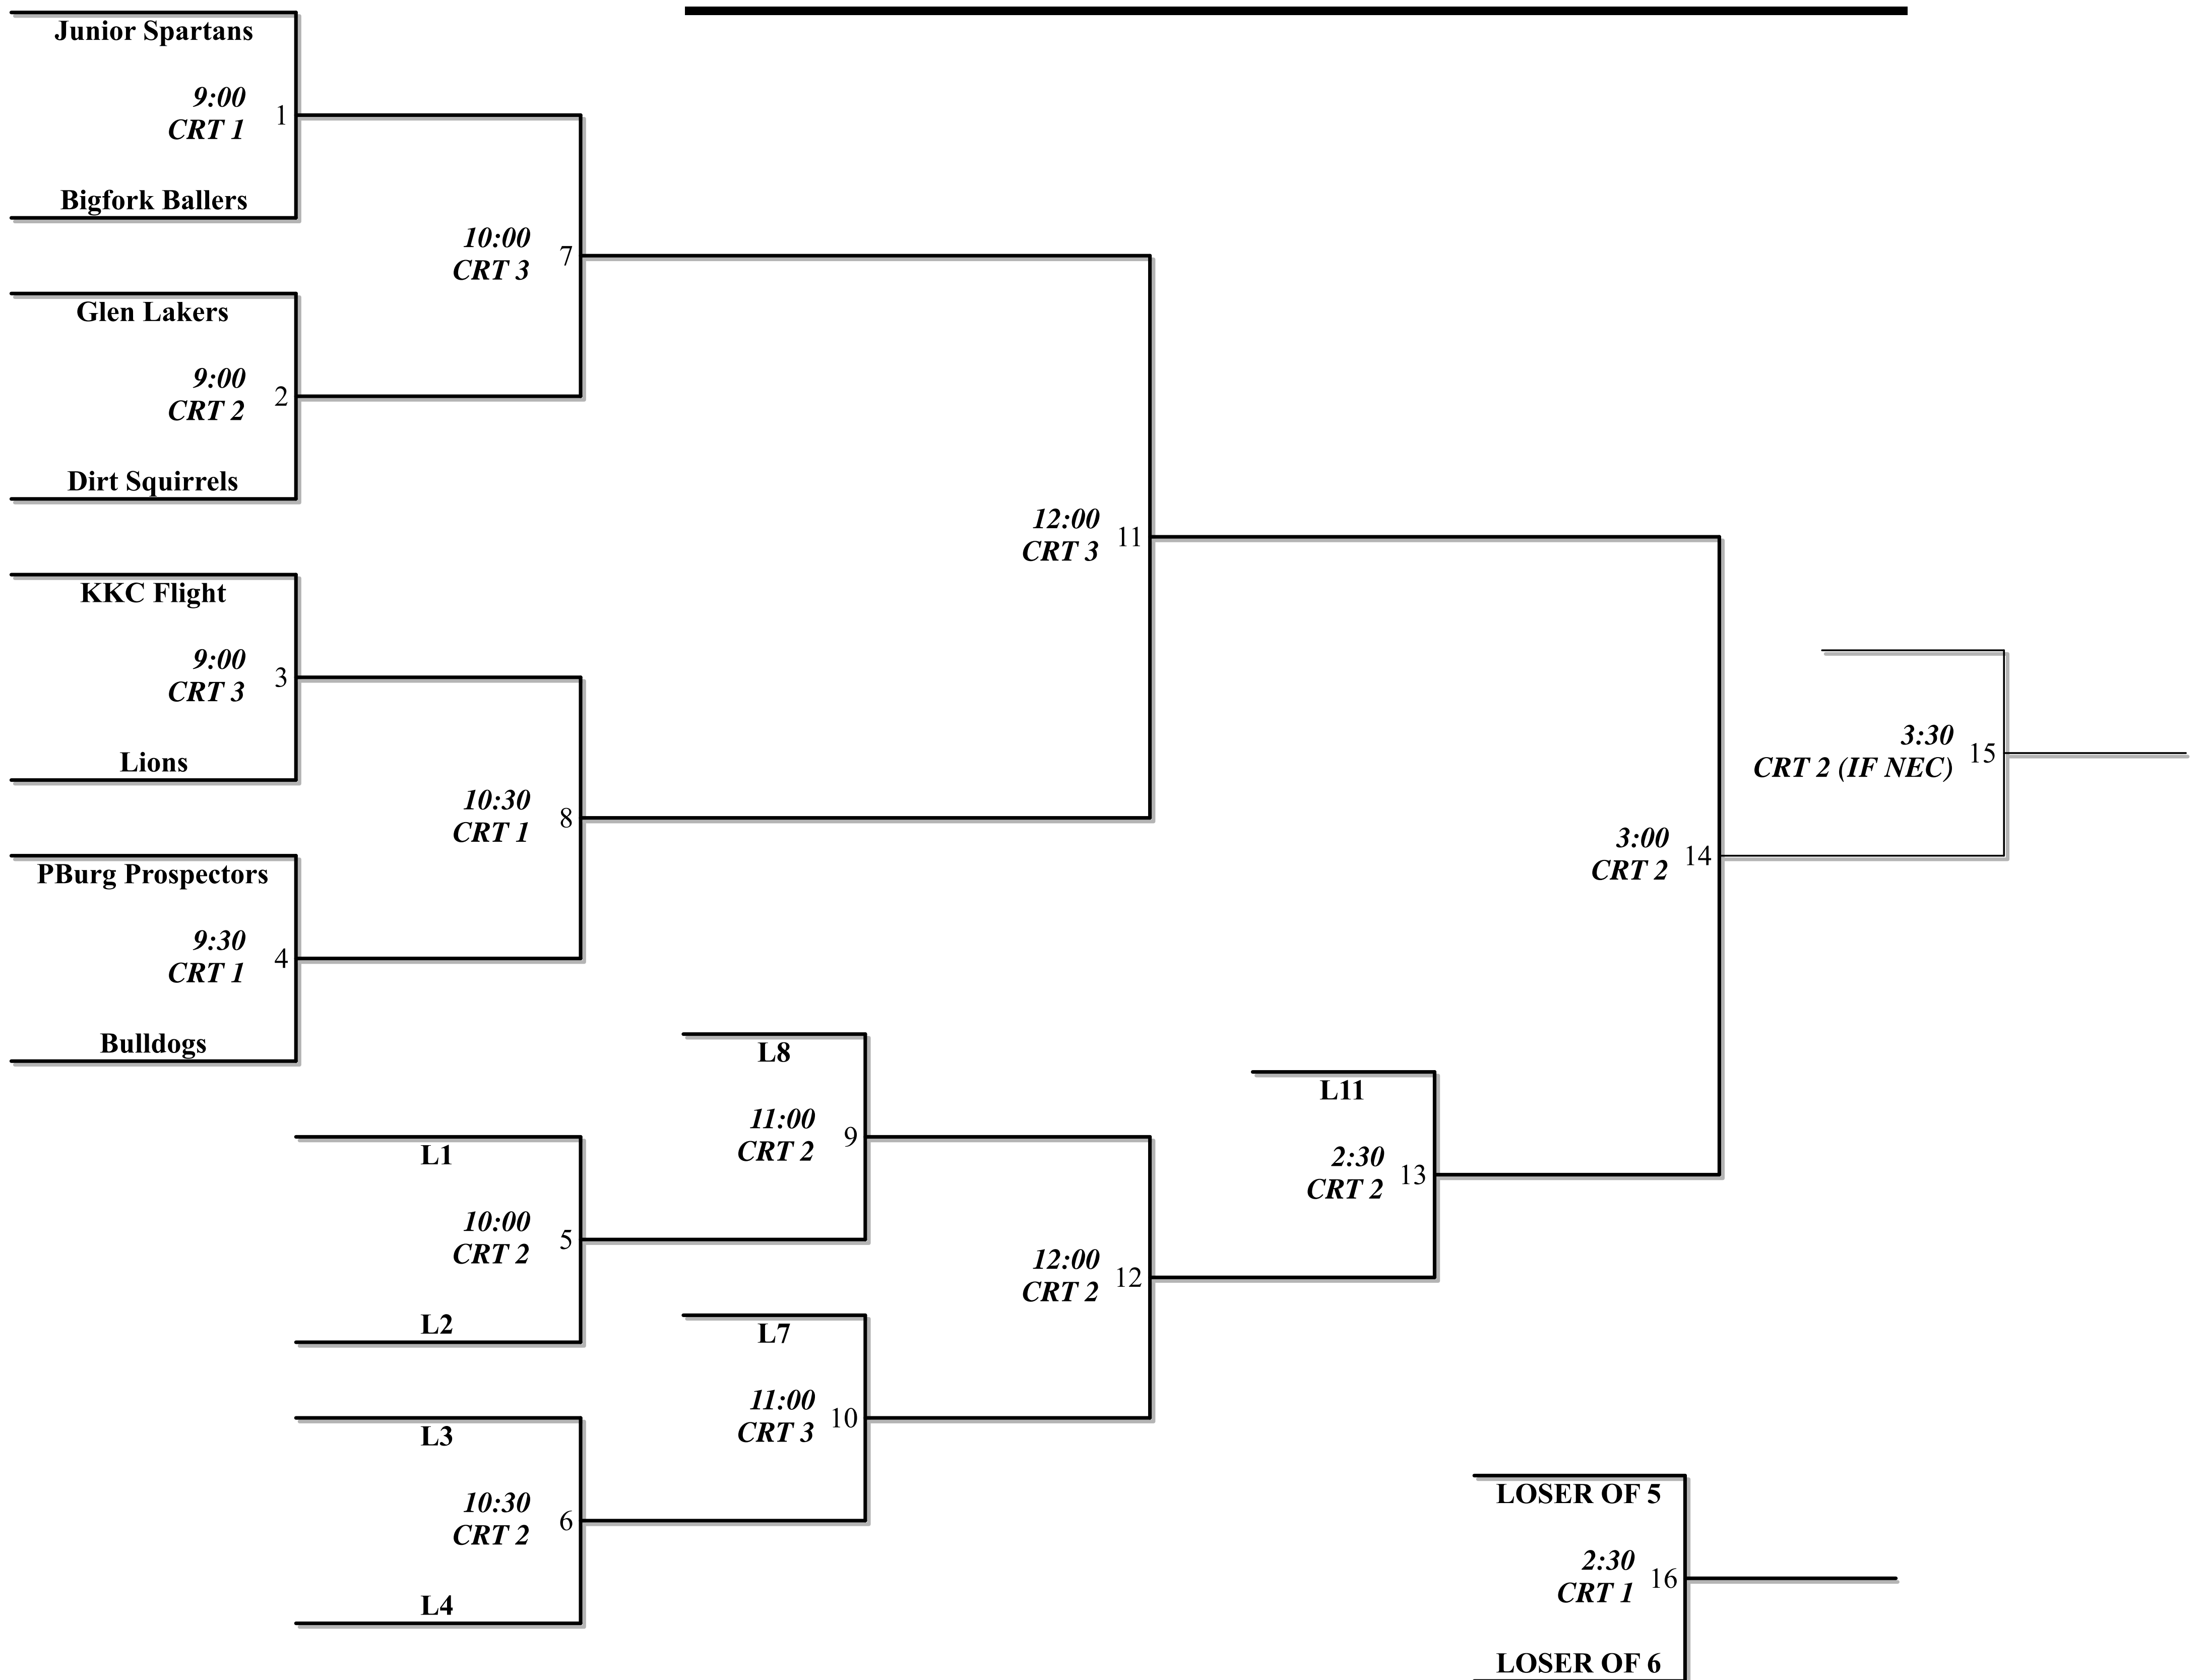 Junior Spartans
9:00
CRT 1
1
Bigfork Ballers
10:00
CRT 3
7
Glen Lakers
9:00
CRT 2
2
Dirt Squirrels
12:00
CRT 3
11
KKC Flight
9:00
CRT 3
3
Lions
10:30
CRT 1
8
PBurg Prospectors
9:30
CRT 1
4
Bulldogs
3:30
CRT 2 (IF NEC)
15
3:00
CRT 2
14
L8
11:00
CRT 2
9
L11
2:30
CRT 2
13
L1
10:00
CRT 2
5
L2
12:00
CRT 2
12
L7
11:00
CRT 3
10
L3
10:30
CRT 2
6
L4
LOSER OF 5
2:30
CRT 1
16
LOSER OF 6